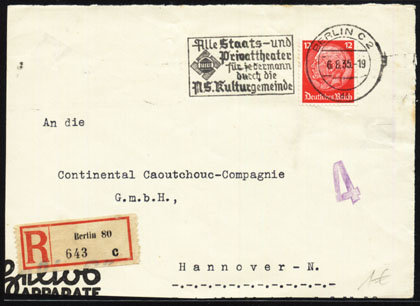 Alle Staats- und
Privattheater
für jedermann
durch die
N.S. Kulturgemeinde
BERLIN C 2
6.8.35.-19
12 12
Deutsches Reich
An die
Continental Caoutchouc-Compagnie
G.m.b.H.,
4
R
Berlin 80
643 c
Hannover-N.
APPARATE
1€